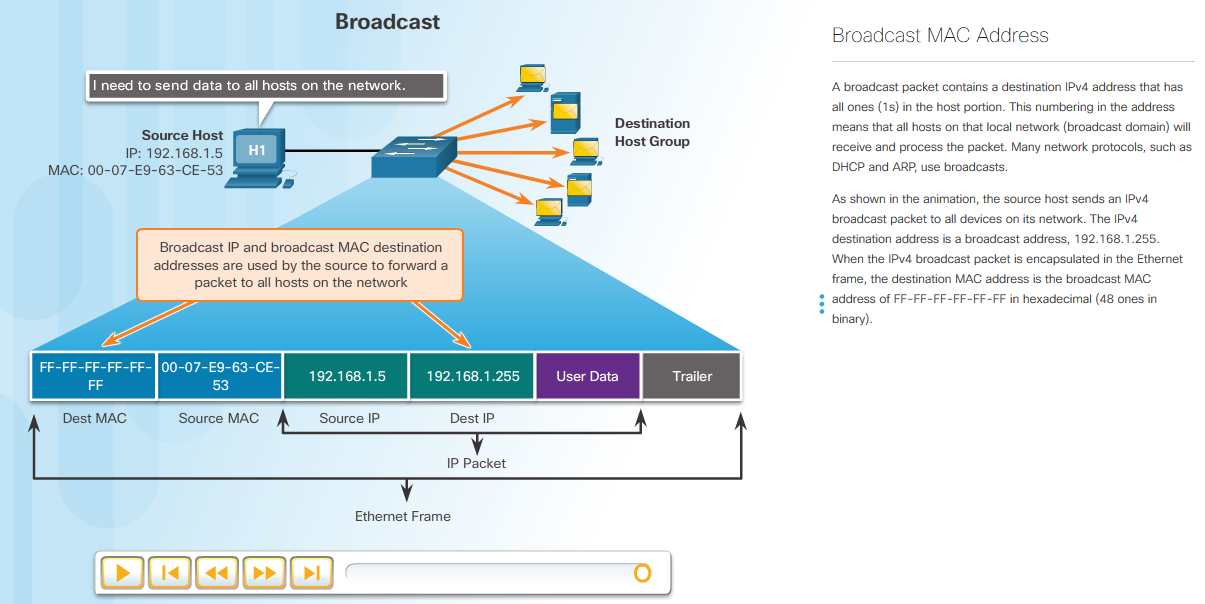 Broadcast
I need to send data to all hosts on the network.
Source Host
IP: 192.168.1.5
MAC: 00-07-E9-63-CE-53
H1
Destination
Host Group
Broadcast IP and broadcast MAC destination
addresses are used by the source to forward a
packet to all hosts on the network
FF-FF-FF-FF-FF-
FF
00-07-E9-63-CE-
53
192.168.1.5
192.168.1.255
User Data
Trailer
Dest MAC
Source MAC
Source IP
Dest IP
IP Packet
Ethernet Frame
Broadcast MAC Address
A broadcast packet contains a destination IPv4 address that has
all ones (1s) in the host portion. This numbering in the address
means that all hosts on that local network (broadcast domain) will
receive and process the packet. Many network protocols, such as
DHCP and ARP, use broadcasts.
As shown in the animation, the source host sends an IPv4
broadcast packet to all devices on its network. The IPv4
destination address is a broadcast address, 192.168.1.255.
When the IPv4 broadcast packet is encapsulated in the Ethernet
frame, the destination MAC address is the broadcast MAC
address of FF-FF-FF-FF-FF-FF in hexadecimal (48 ones in
binary).